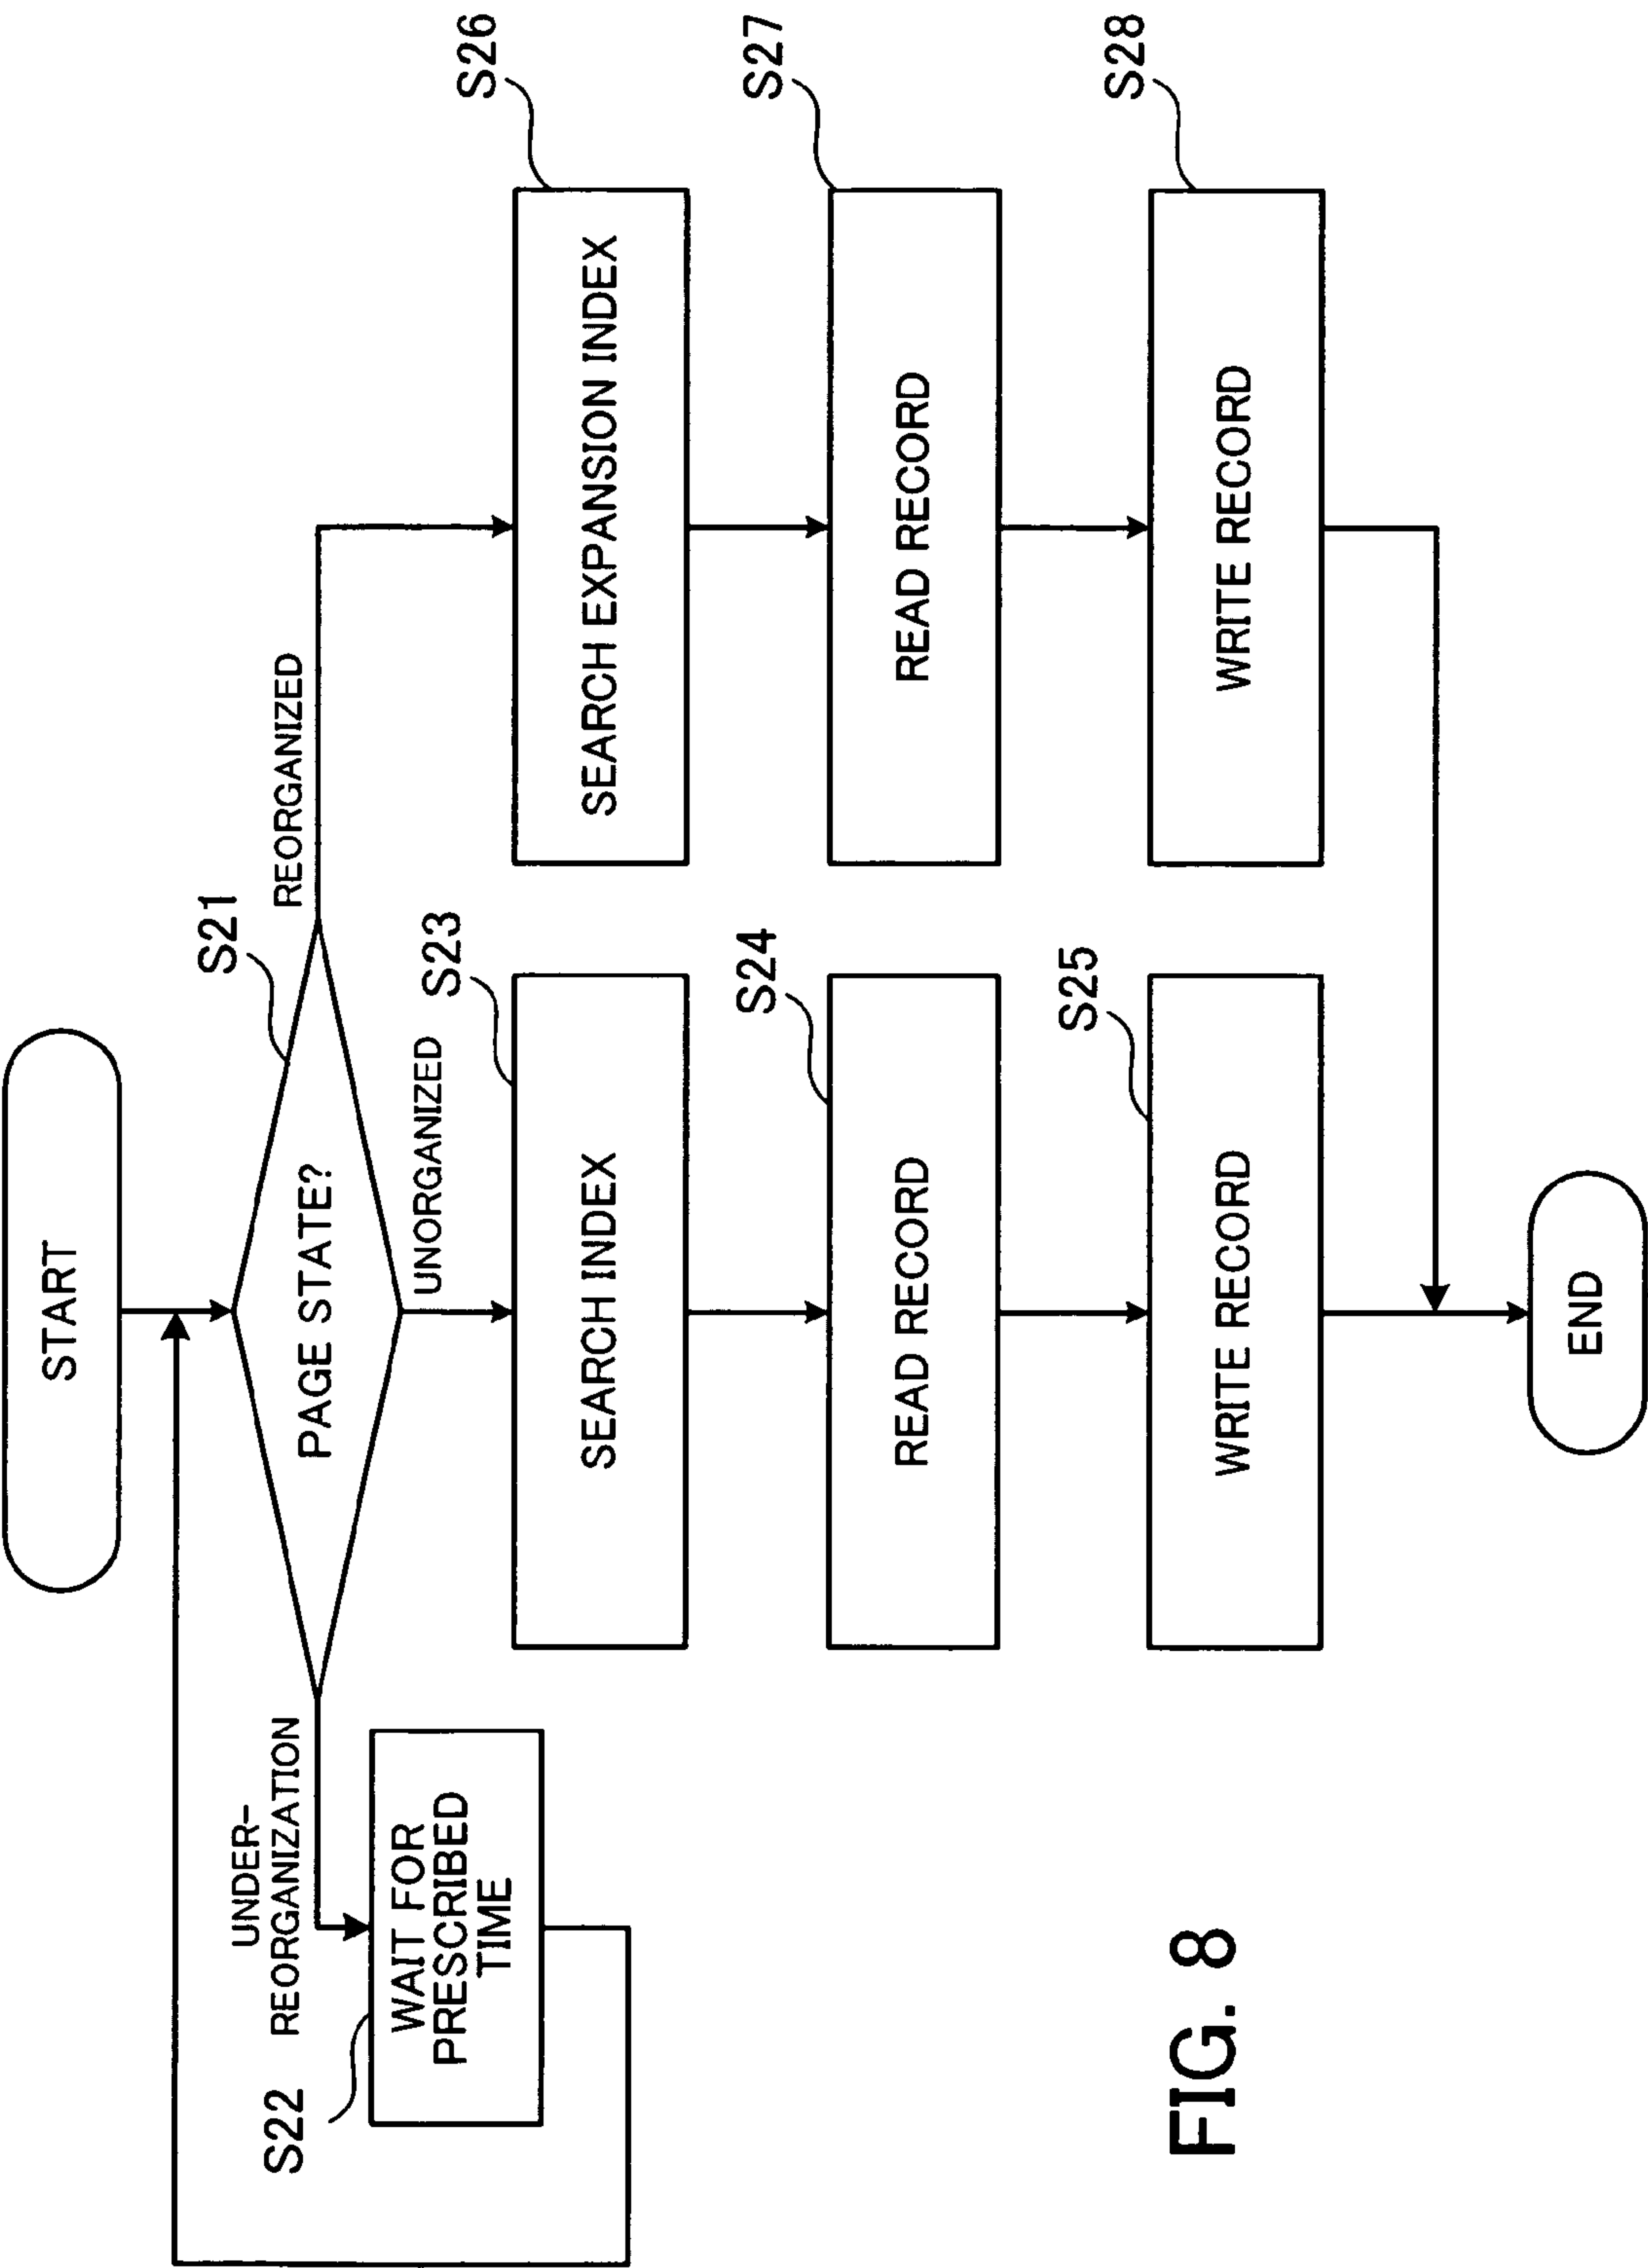 START
S21
PAGE STATE?
UNDER-
REORGANIZATION
UNORGANIZED
REORGANIZED
S22
WAIT FOR
PRESCRIBED
TIME
S23
SEARCH INDEX
S26
SEARCH EXPANSION INDEX
S24
READ RECORD
S27
READ RECORD
S25
WRITE RECORD
S28
WRITE RECORD
END
FIG. 8